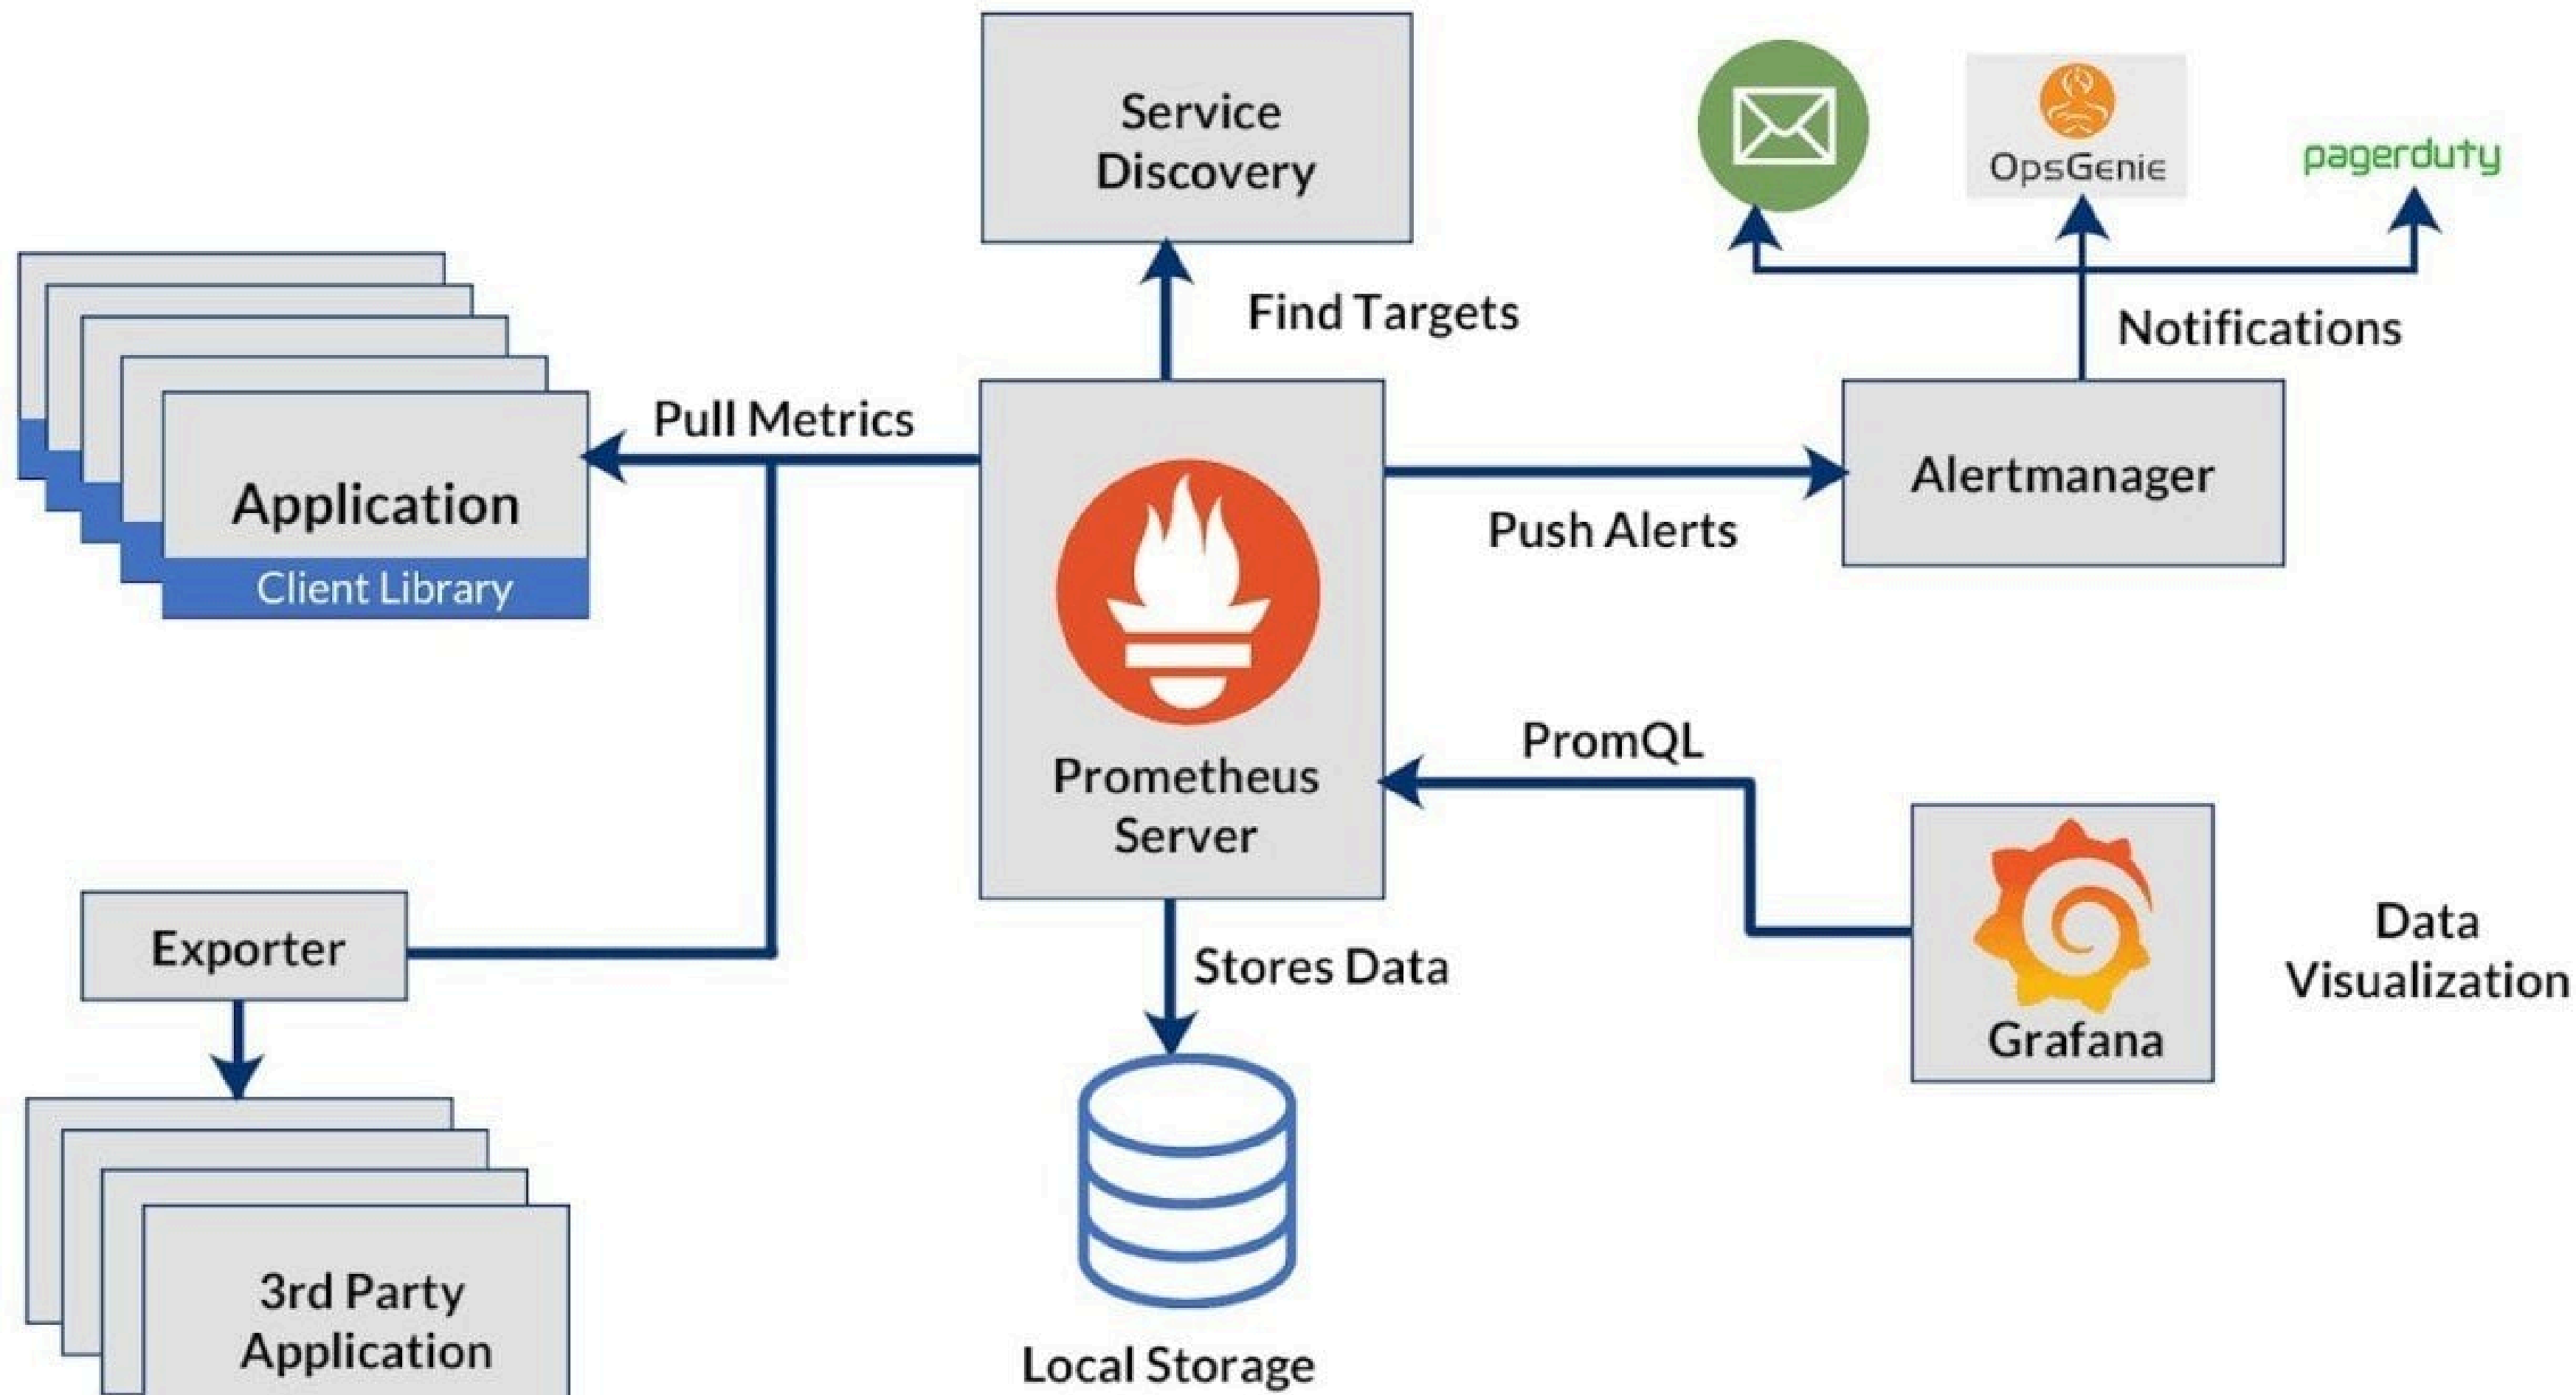 Service
Discovery
OpsGenie
pagerduty
Find Targets
Notifications
Pull Metrics
Application
Client Library
Alertmanager
Push Alerts
Prometheus
Server
PromQL
Exporter
Stores Data
Grafana
Data
Visualization
3rd Party
Application
Local Storage